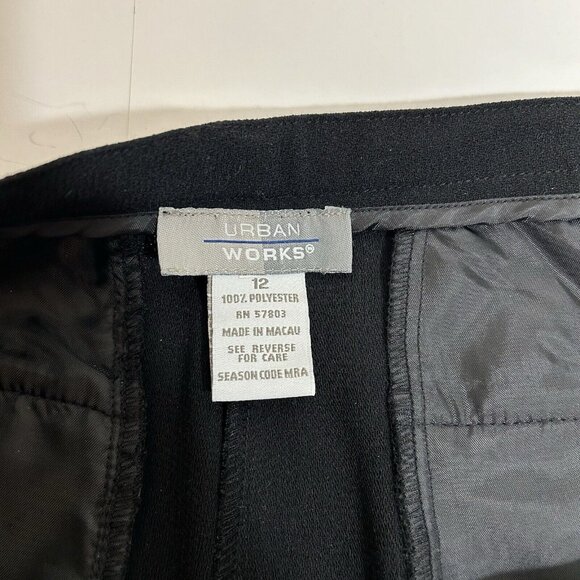 URBAN
WORKS®
12
100% POLYESTER
RN 57803
MADE IN MACAU
SEE REVERSE
FOR CARE
SEASON CODE MRA